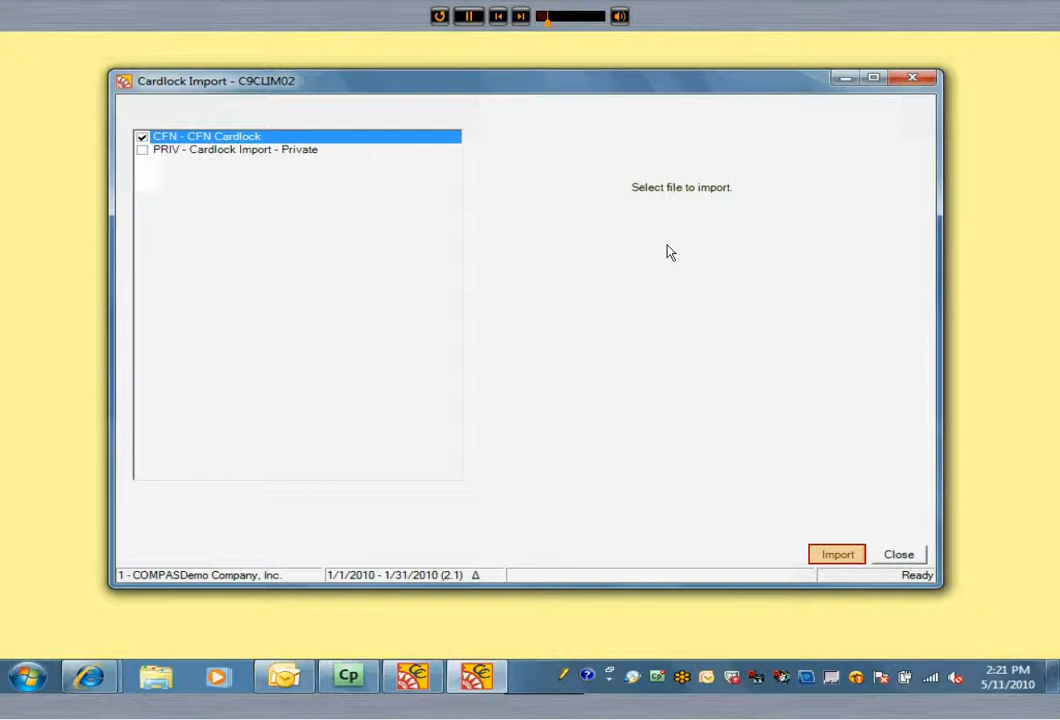 Cardlock Import - C9CLIM02
CFN - CFN Cardlock
PRIV - Cardlock Import - Private
Select file to import.
Import
Close
1 - COMPASDemo Company, Inc.
1/1/2010 - 1/31/2010 (2.1) Δ
Ready
Cp
2:21 PM
5/11/2010